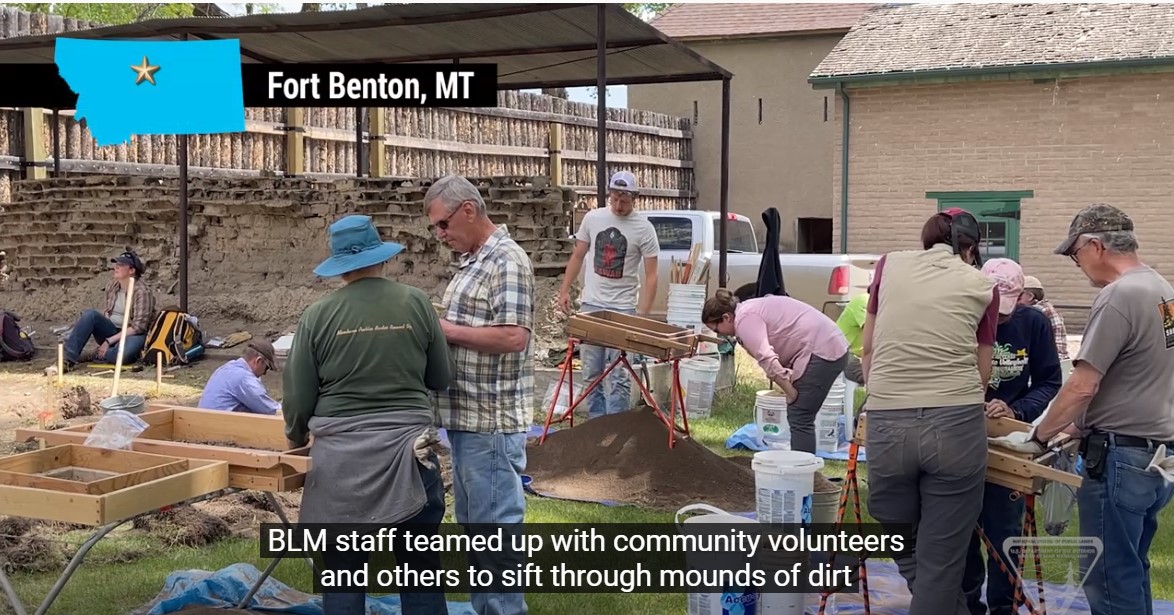 Fort Benton, MT
BLM staff teamed up with community volunteers
and others to sift through mounds of dirt